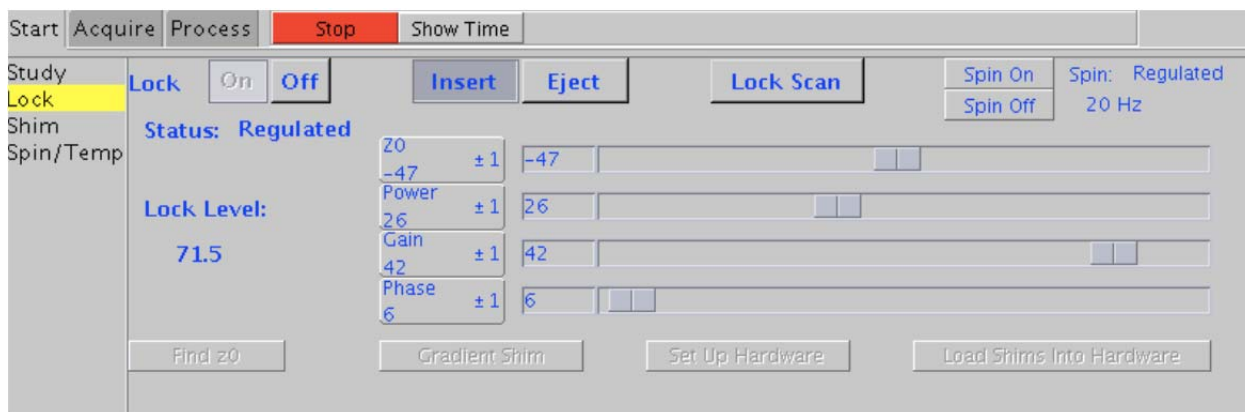 Start Acquire Process Stop Show Time
Study
Lock
Shim
Spin/Temp
Lock On Off Insert Eject Lock Scan
Spin On Spin: Regulated
Spin Off 20 Hz
Status: Regulated
Z0
-47 ±1 -47
Power
26 ±1 26
Lock Level:
71.5
Gain
42 ±1 42
Phase
6 ±1 6
Find z0 Gradient Shim Set Up Hardware Load Shims Into Hardware